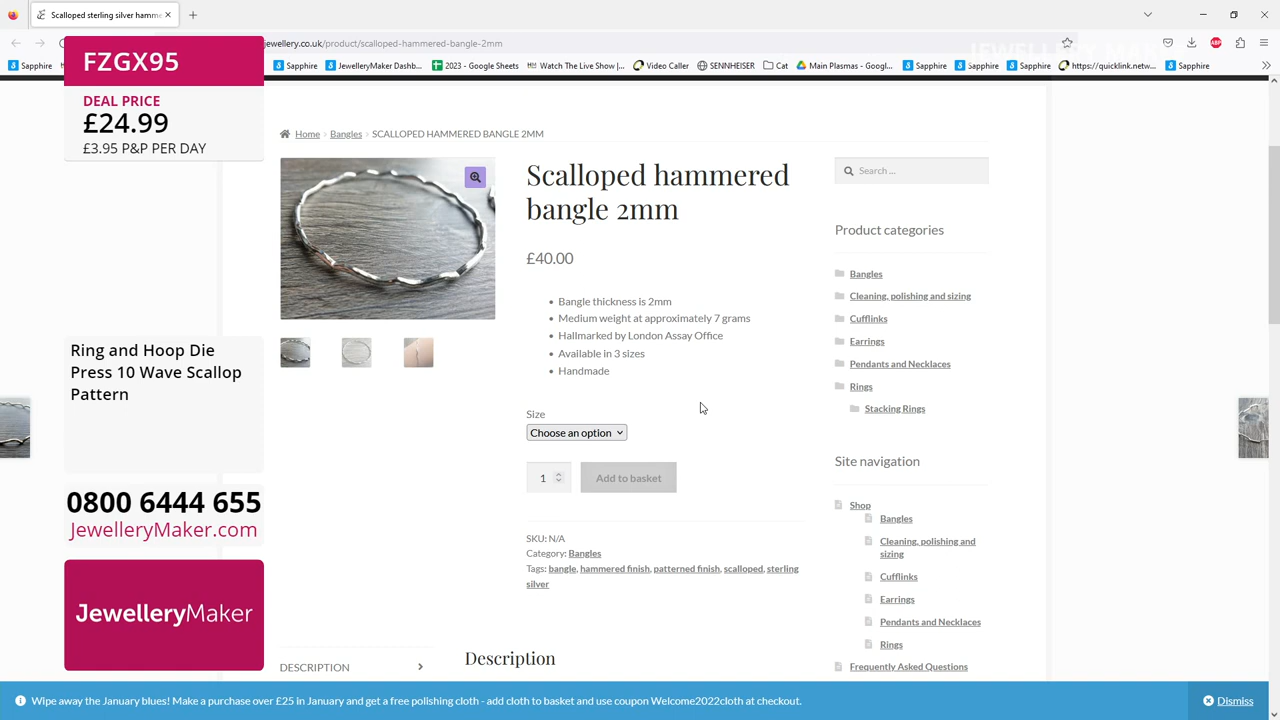 Scalloped sterling silver hamme
jewellery.co.uk/product/scalloped-hammered-bangle-2mm
Sapphire
JewelleryMaker Dashb...
2023 - Google Sheets
Watch The Live Show |...
Video Caller
SENNHEISER
Cat
Main Plasmas - Googl...
Sapphire
Sapphire
Sapphire
https://quicklink.netw...
Sapphire
ABP
JEWELLERY MAK
FZGX95
DEAL PRICE
£24.99
£3.95 P&P PER DAY
Ring and Hoop Die
Press 10 Wave Scallop
Pattern
0800 6444 655
JewelleryMaker.com
JewelleryMaker
Home
Bangles
SCALLOPED HAMMERED BANGLE 2MM
Scalloped hammered
bangle 2mm
£40.00
Bangle thickness is 2mm
Medium weight at approximately 7 grams
Hallmarked by London Assay Office
Available in 3 sizes
Handmade
Size
Choose an option
1
Add to basket
SKU: N/A
Category: Bangles
Tags: bangle, hammered finish, patterned finish, scalloped, sterling
silver
DESCRIPTION
Description
Search ...
Product categories
Bangles
Cleaning, polishing and sizing
Cufflinks
Earrings
Pendants and Necklaces
Rings
Stacking Rings
Site navigation
Shop
Bangles
Cleaning, polishing and
sizing
Cufflinks
Earrings
Pendants and Necklaces
Rings
Frequently Asked Questions
Wipe away the January blues! Make a purchase over £25 in January and get a free polishing cloth - add cloth to basket and use coupon Welcome2022cloth at checkout.
Dismiss